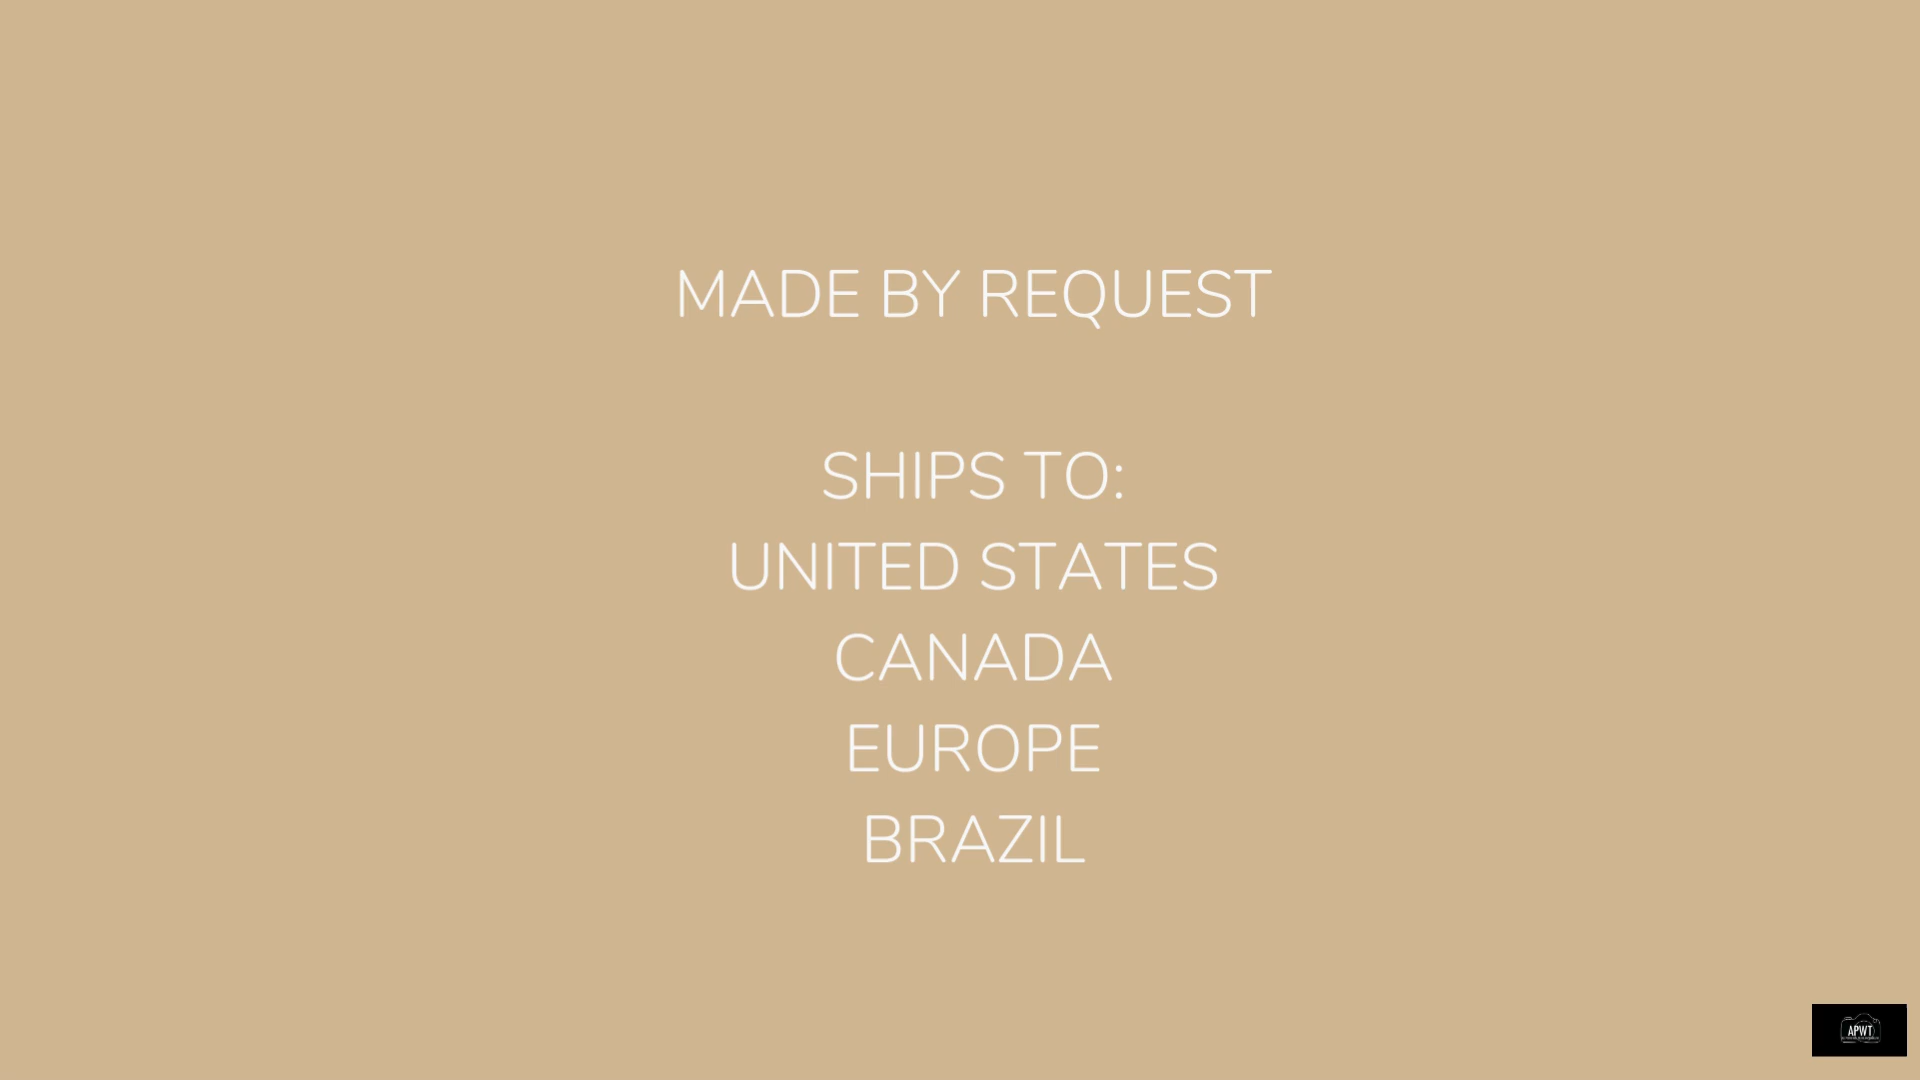 MADE BY REQUEST
SHIPS TO:
UNITED STATES
CANADA
EUROPE
BRAZIL
APWT